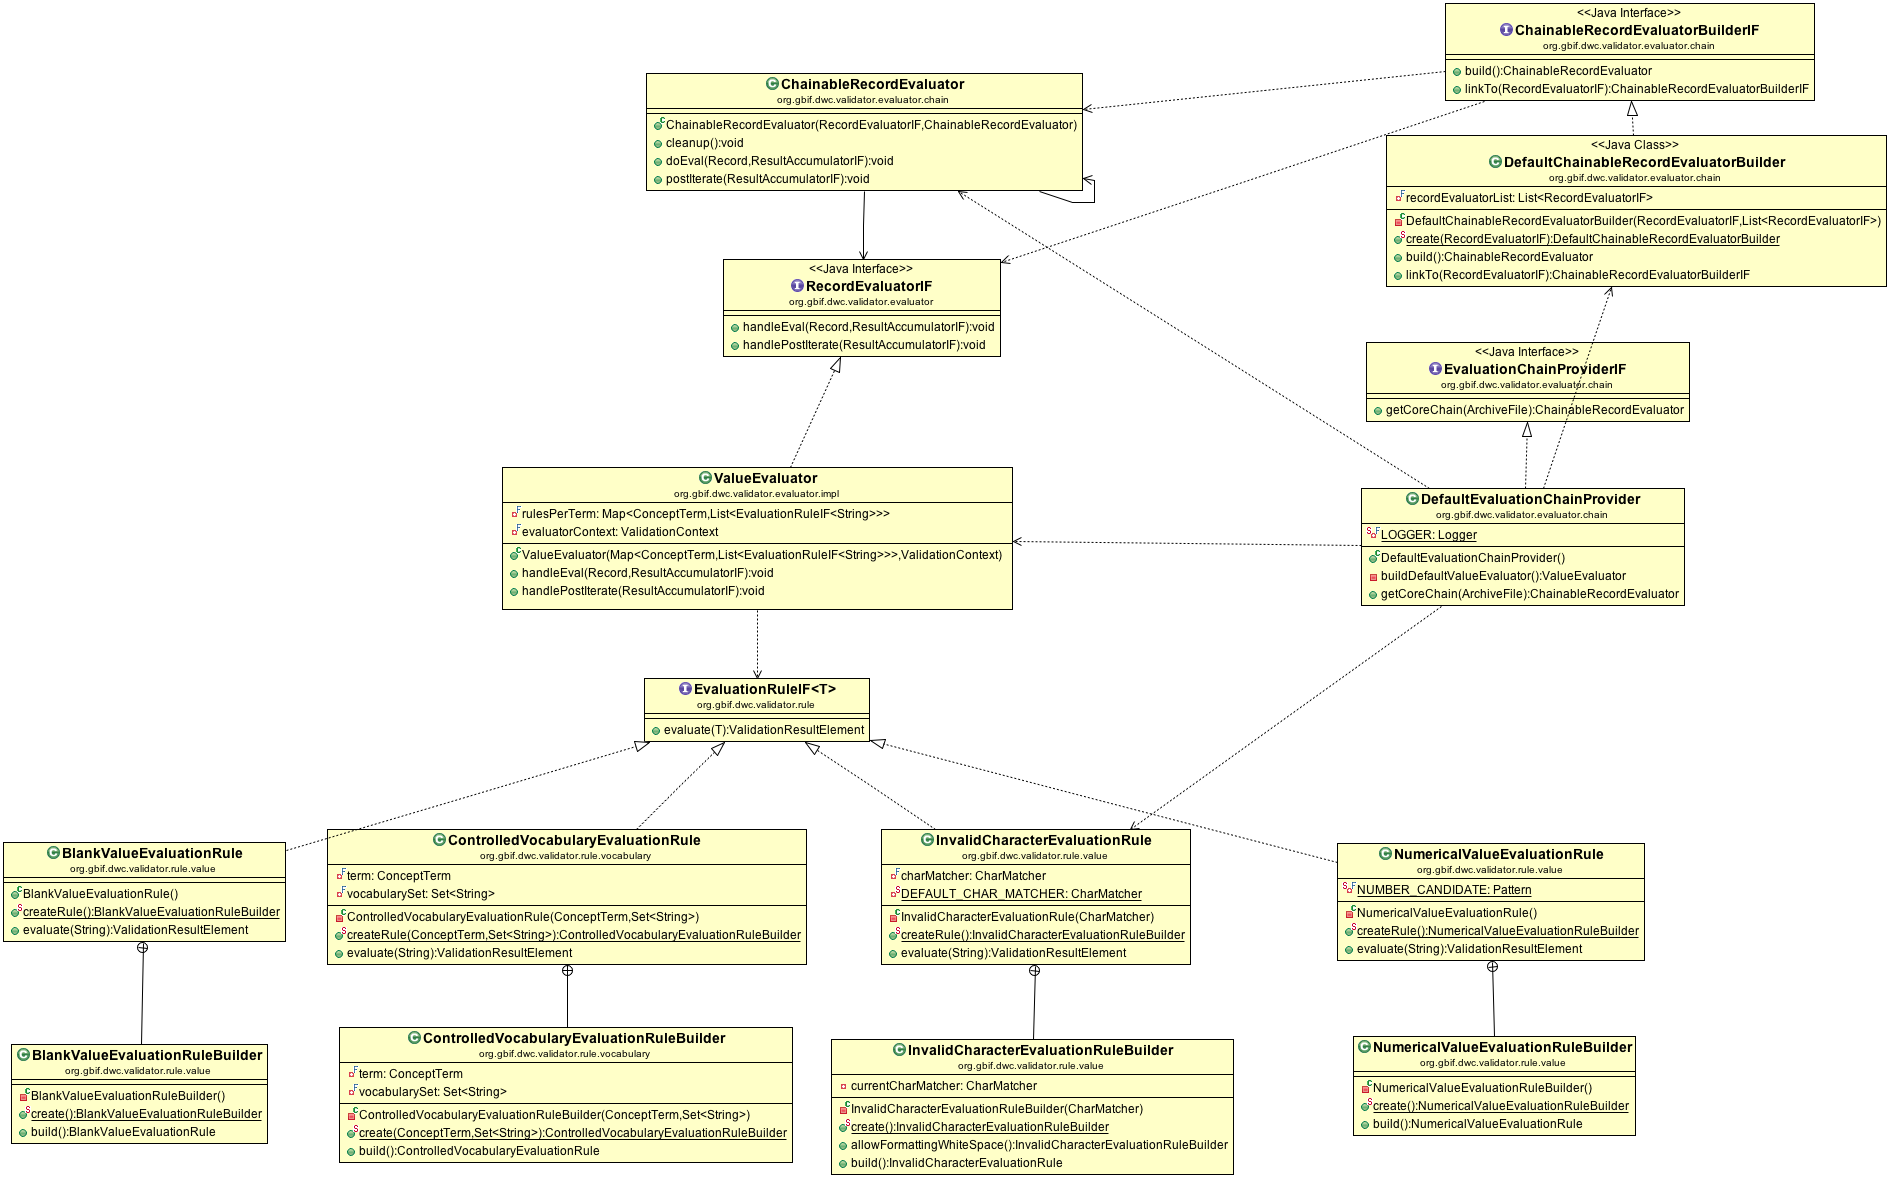 <<Java Interface>>
ChainableRecordEvaluatorBuilderIF
org.gbif.dwc.validator.evaluator.chain
build():ChainableRecordEvaluator
linkTo(RecordEvaluatorIF):ChainableRecordEvaluatorBuilderIF
ChainableRecordEvaluator
org.gbif.dwc.validator.evaluator.chain
ChainableRecordEvaluator(RecordEvaluatorIF,ChainableRecordEvaluator)
cleanup():void
doEval(Record,ResultAccumulatorIF):void
postIterate(ResultAccumulatorIF):void
<<Java Class>>
DefaultChainableRecordEvaluatorBuilder
org.gbif.dwc.validator.evaluator.chain
recordEvaluatorList: List<RecordEvaluatorIF>
DefaultChainableRecordEvaluatorBuilder(RecordEvaluatorIF,List<RecordEvaluatorIF>)
create(RecordEvaluatorIF):DefaultChainableRecordEvaluatorBuilder
build():ChainableRecordEvaluator
linkTo(RecordEvaluatorIF):ChainableRecordEvaluatorBuilderIF
<<Java Interface>>
RecordEvaluatorIF
org.gbif.dwc.validator.evaluator
handleEval(Record,ResultAccumulatorIF):void
handlePostIterate(ResultAccumulatorIF):void
<<Java Interface>>
EvaluationChainProviderIF
org.gbif.dwc.validator.evaluator.chain
getCoreChain(ArchiveFile):ChainableRecordEvaluator
ValueEvaluator
org.gbif.dwc.validator.evaluator.impl
rulesPerTerm: Map<ConceptTerm,List<EvaluationRuleIF<String>>>
evaluatorContext: ValidationContext
ValueEvaluator(Map<ConceptTerm,List<EvaluationRuleIF<String>>>,ValidationContext)
handleEval(Record,ResultAccumulatorIF):void
handlePostIterate(ResultAccumulatorIF):void
DefaultEvaluationChainProvider
org.gbif.dwc.validator.evaluator.chain
LOGGER: Logger
DefaultEvaluationChainProvider()
buildDefaultValueEvaluator():ValueEvaluator
getCoreChain(ArchiveFile):ChainableRecordEvaluator
EvaluationRuleIF<T>
org.gbif.dwc.validator.rule
evaluate(T):ValidationResultElement
BlankValueEvaluationRule
org.gbif.dwc.validator.rule.value
BlankValueEvaluationRule()
createRule():BlankValueEvaluationRuleBuilder
evaluate(String):ValidationResultElement
ControlledVocabularyEvaluationRule
org.gbif.dwc.validator.rule.vocabulary
term: ConceptTerm
vocabularySet: Set<String>
ControlledVocabularyEvaluationRule(ConceptTerm,Set<String>)
createRule(ConceptTerm,Set<String>):ControlledVocabularyEvaluationRuleBuilder
evaluate(String):ValidationResultElement
InvalidCharacterEvaluationRule
org.gbif.dwc.validator.rule.value
charMatcher: CharMatcher
DEFAULT_CHAR_MATCHER: CharMatcher
InvalidCharacterEvaluationRule(CharMatcher)
createRule():InvalidCharacterEvaluationRuleBuilder
evaluate(String):ValidationResultElement
NumericalValueEvaluationRule
org.gbif.dwc.validator.rule.value
NUMBER_CANDIDATE: Pattern
NumericalValueEvaluationRule()
createRule():NumericalValueEvaluationRuleBuilder
evaluate(String):ValidationResultElement
BlankValueEvaluationRuleBuilder
org.gbif.dwc.validator.rule.value
BlankValueEvaluationRuleBuilder()
create():BlankValueEvaluationRuleBuilder
build():BlankValueEvaluationRule
ControlledVocabularyEvaluationRuleBuilder
org.gbif.dwc.validator.rule.vocabulary
term: ConceptTerm
vocabularySet: Set<String>
ControlledVocabularyEvaluationRuleBuilder(ConceptTerm,Set<String>)
create(ConceptTerm,Set<String>):ControlledVocabularyEvaluationRuleBuilder
build():ControlledVocabularyEvaluationRule
InvalidCharacterEvaluationRuleBuilder
org.gbif.dwc.validator.rule.value
currentCharMatcher: CharMatcher
InvalidCharacterEvaluationRuleBuilder(CharMatcher)
create():InvalidCharacterEvaluationRuleBuilder
allowFormattingWhiteSpace():InvalidCharacterEvaluationRuleBuilder
build():InvalidCharacterEvaluationRule
NumericalValueEvaluationRuleBuilder
org.gbif.dwc.validator.rule.value
NumericalValueEvaluationRuleBuilder()
create():NumericalValueEvaluationRuleBuilder
build():NumericalValueEvaluationRule